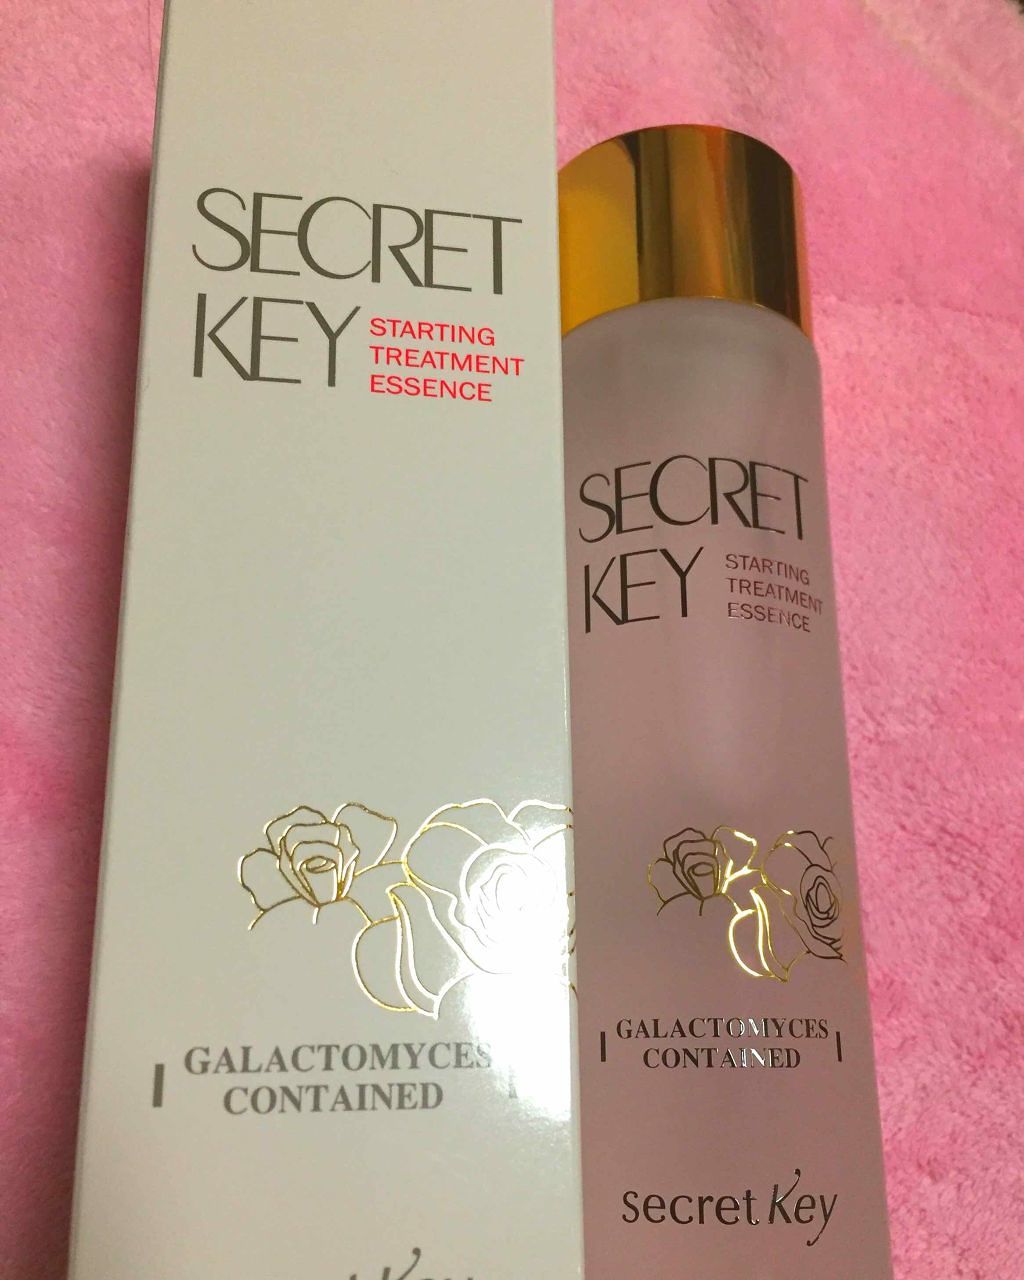 SECRET
KEY
STARTING
TREATMENT
ESSENCE
GALACTOMYCES
CONTAINED
SECRET
KEY
STARTING
TREATMENT
ESSENCE
GALACTOMYCES
CONTAINED
secret Key